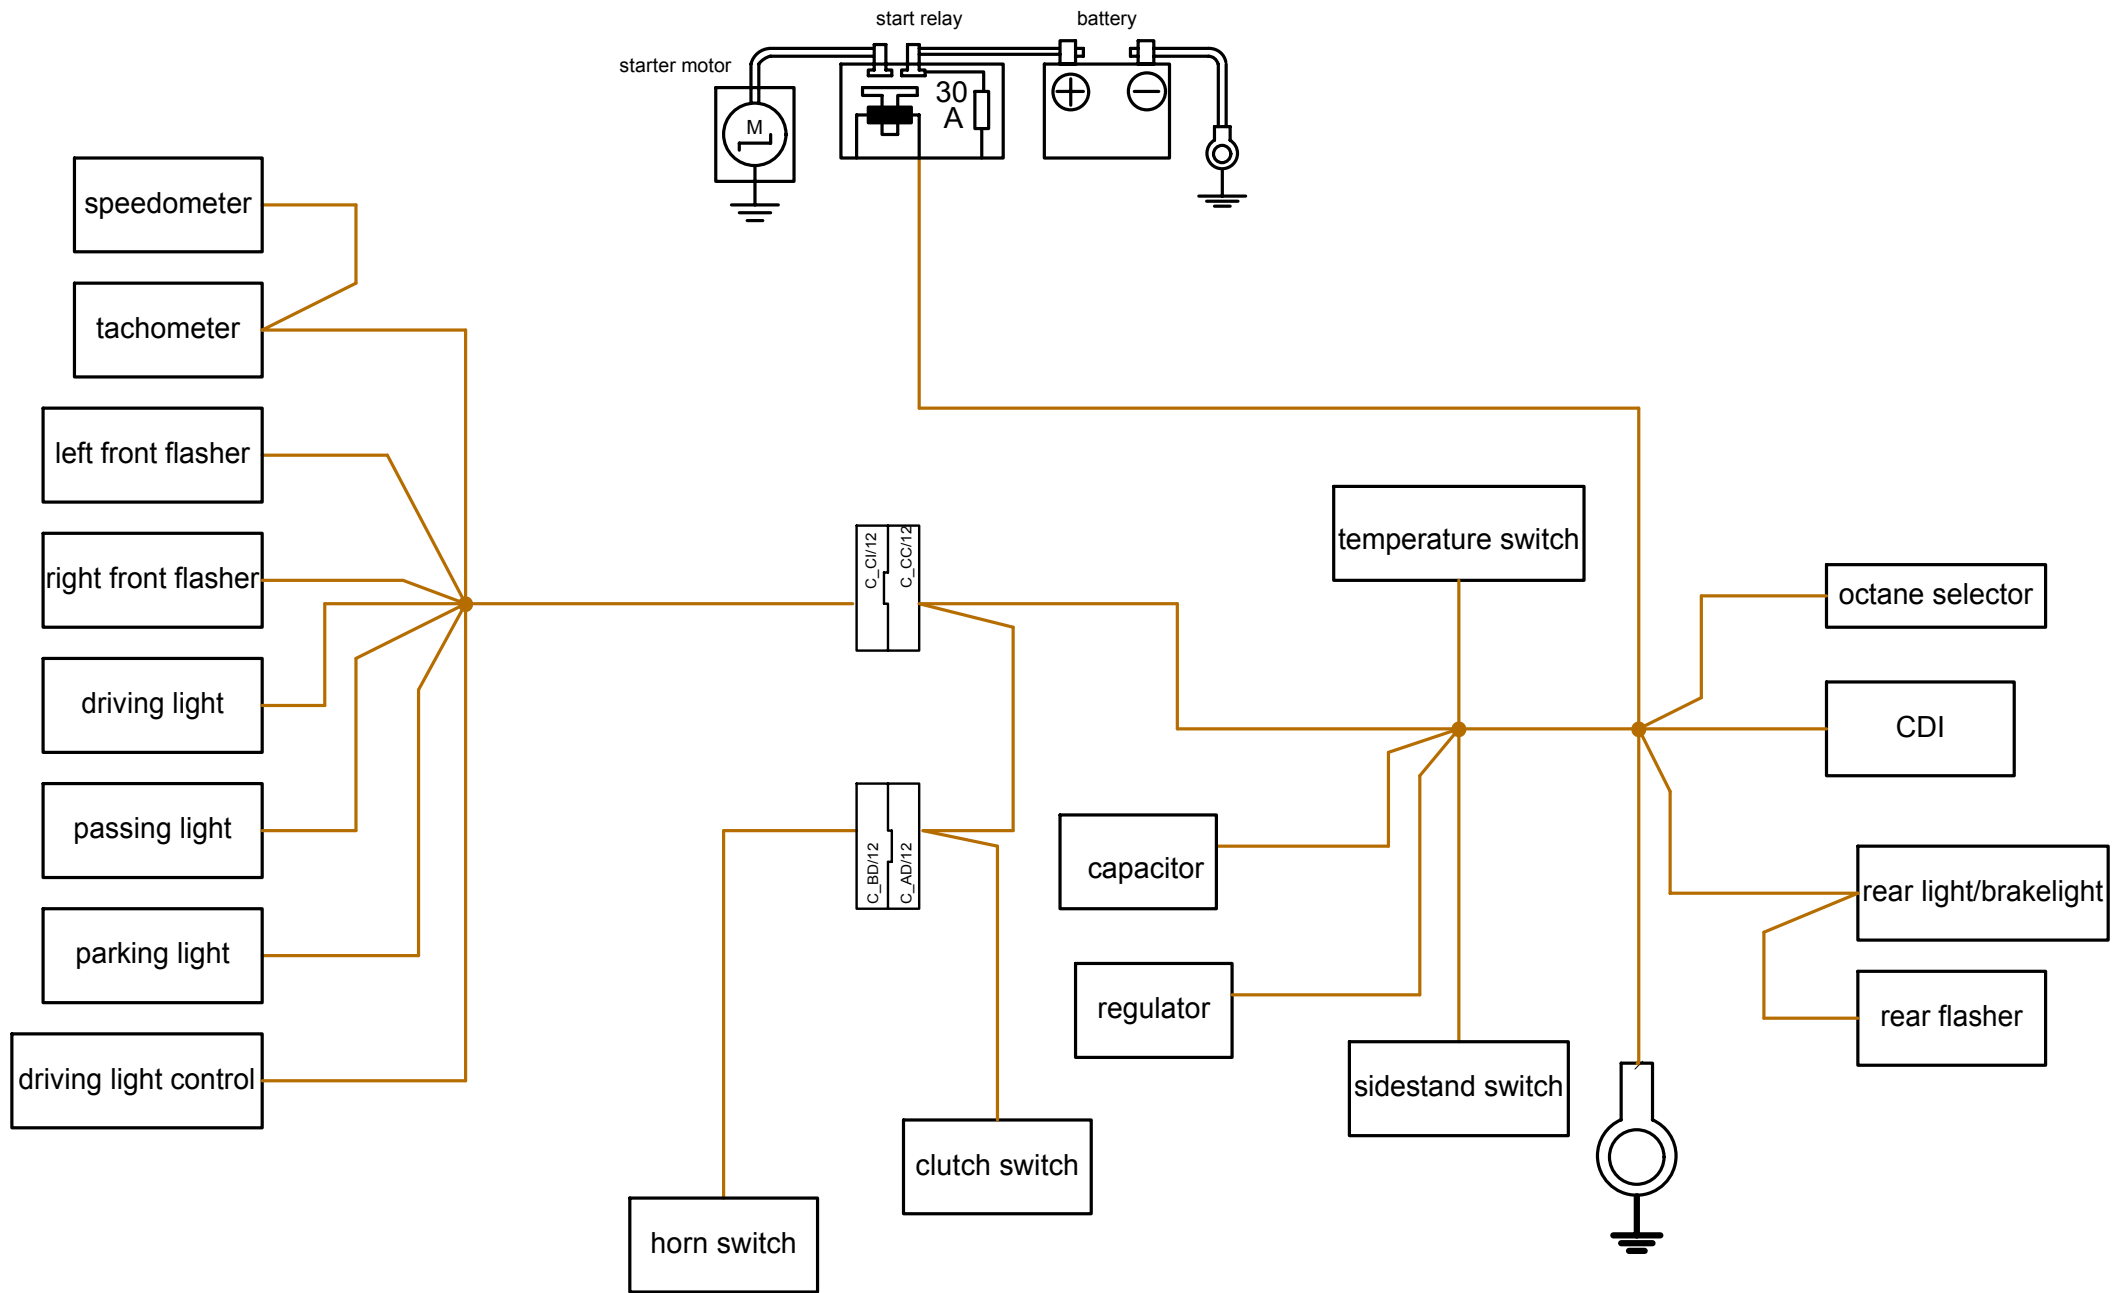 start relay
battery
starter motor
30
A
M
speedometer
tachometer
left front flasher
right front flasher
driving light
passing light
parking light
driving light control
C_CI/12
C_CC/12
C_BD/12
C_AD/12
horn switch
clutch switch
temperature switch
capacitor
regulator
sidestand switch
octane selector
CDI
rear light/brakelight
rear flasher